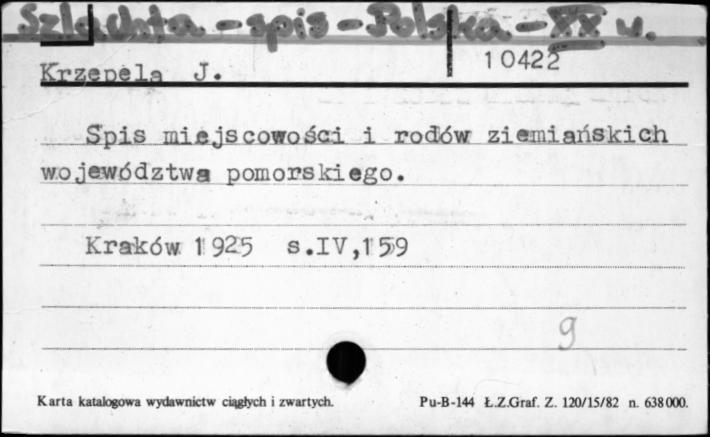 Szlachta - spis - Polska - XX w.
10422
Krzepela J.
Spis miejscowości i rodów ziemiańskich
województwa pomorskiego.
Kraków 1925 s.IV,159
9
Karta katalogowa wydawnictw ciągłych i zwartych.
Pu-B-144 Ł.Z.Graf. Z. 120/15/82 n. 638000.